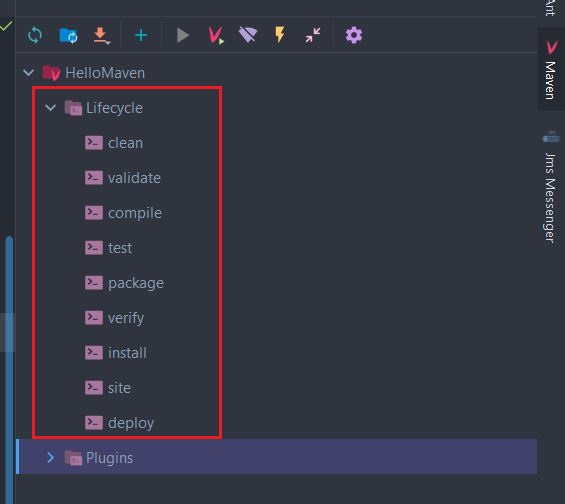 HelloMaven
Lifecycle
clean
validate
compile
test
package
verify
install
site
deploy
Plugins
Ant
Maven
Jms Messenger